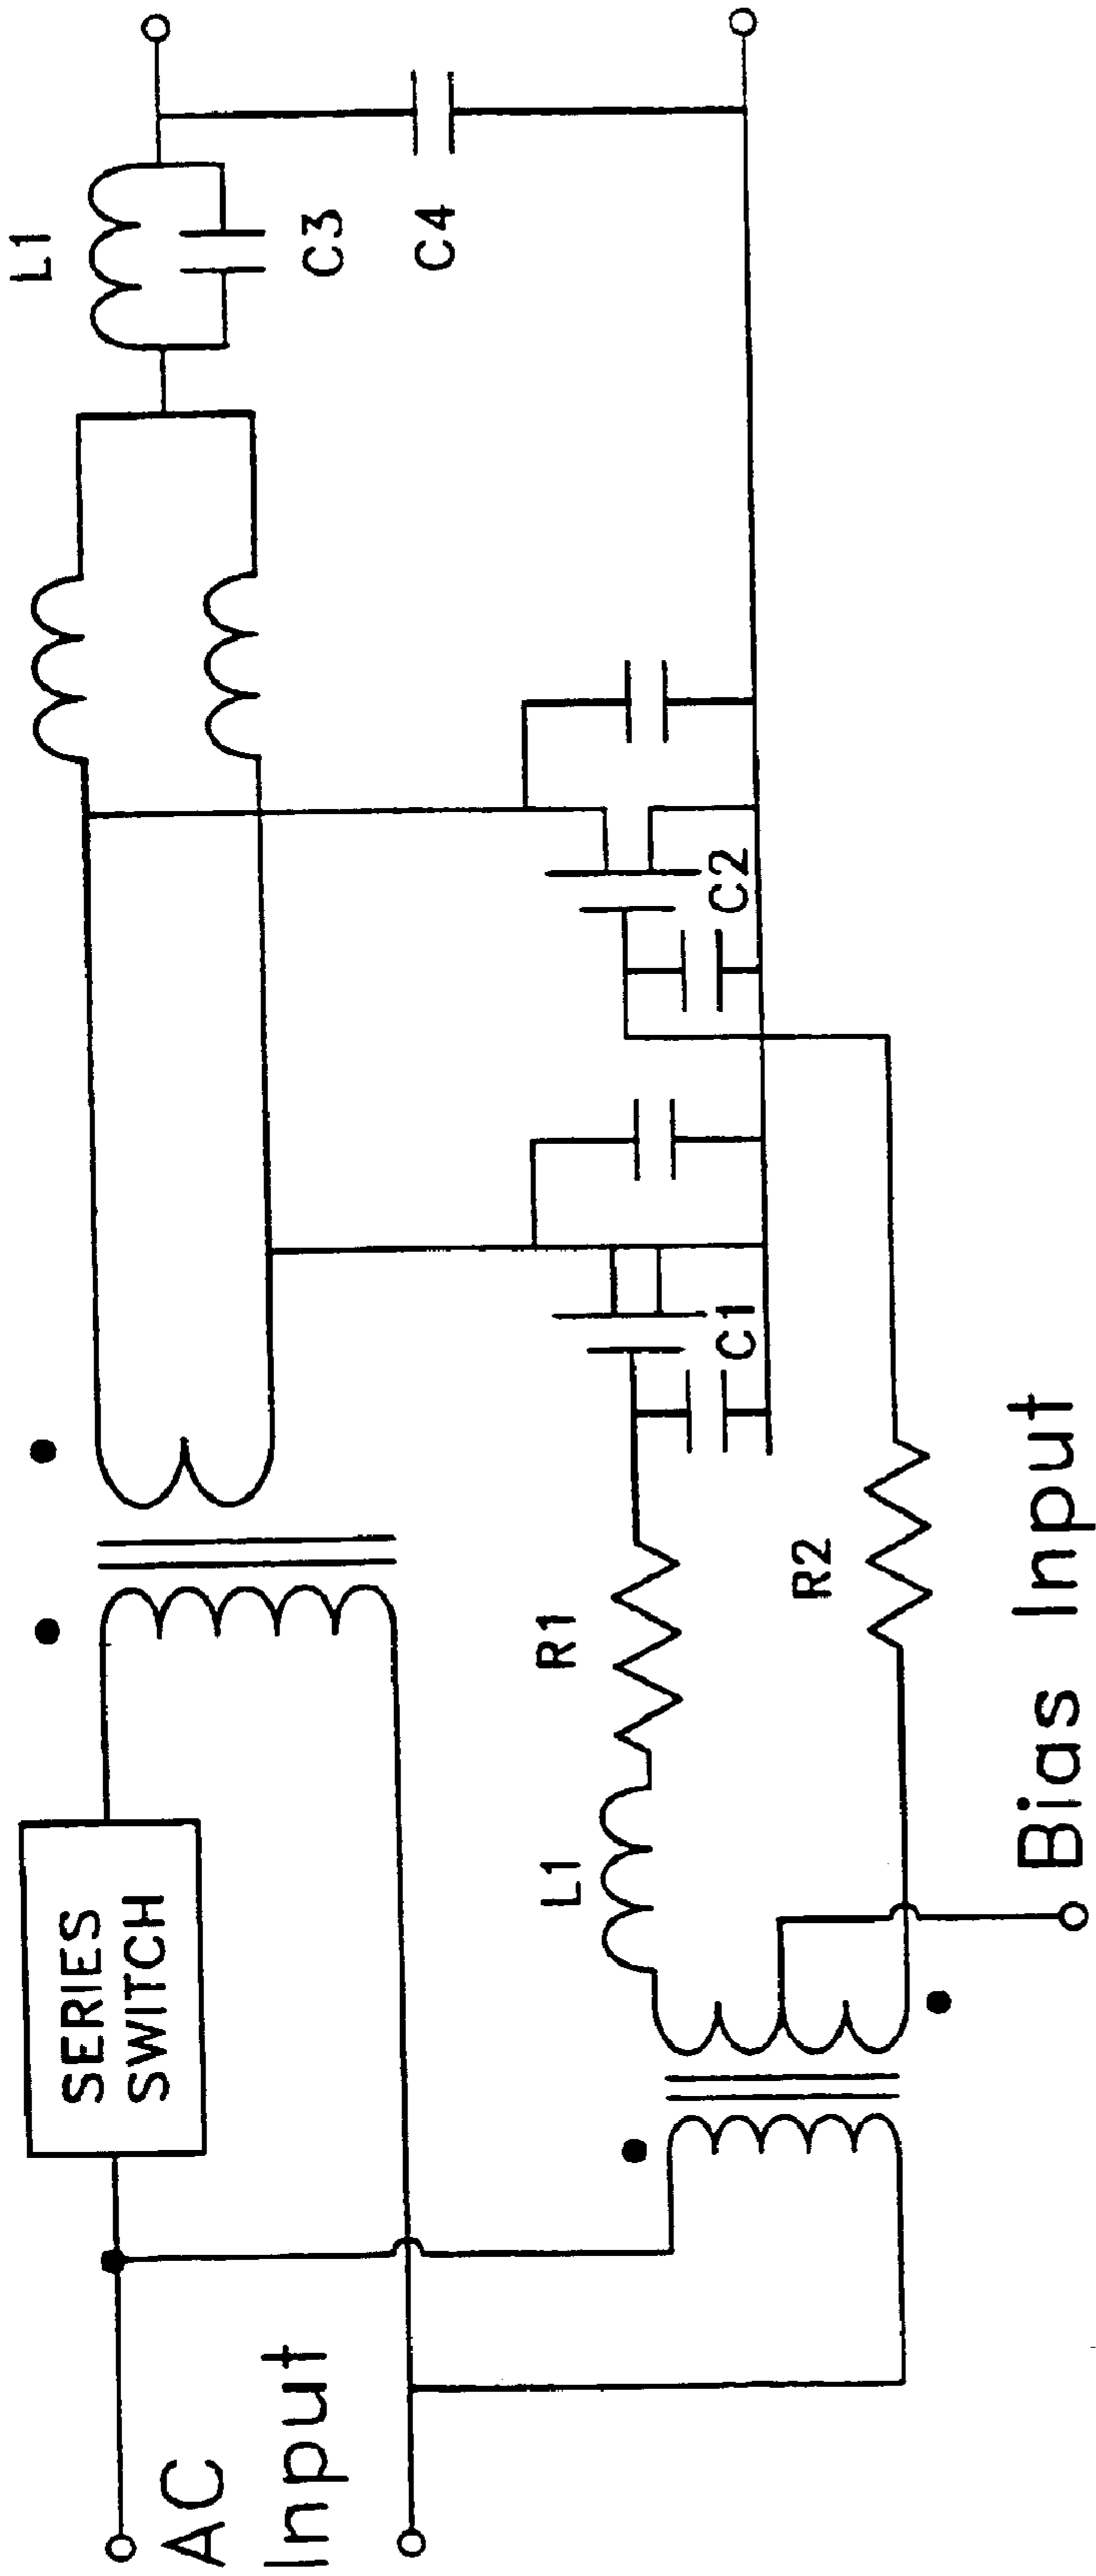 AC
Input
SERIES
SWITCH
L1
R1
R2
Bias Input
C1
C2
L1
C3
C4